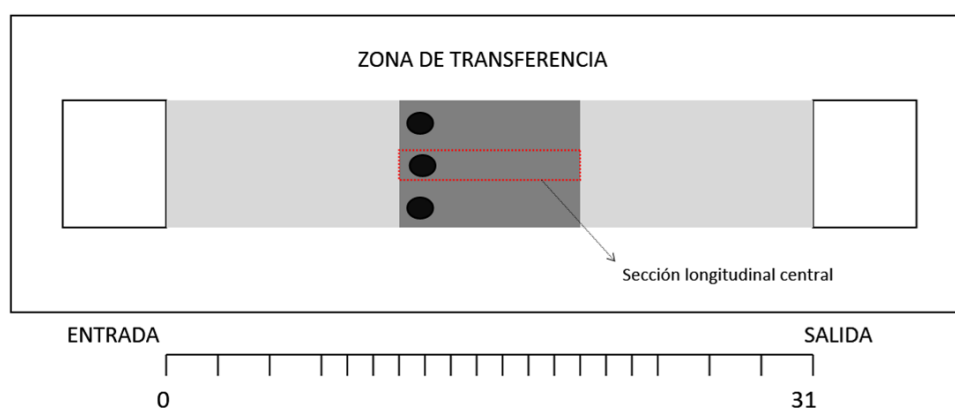 ZONA DE TRANSFERENCIA
Sección longitudinal central
ENTRADA
SALIDA
0
31